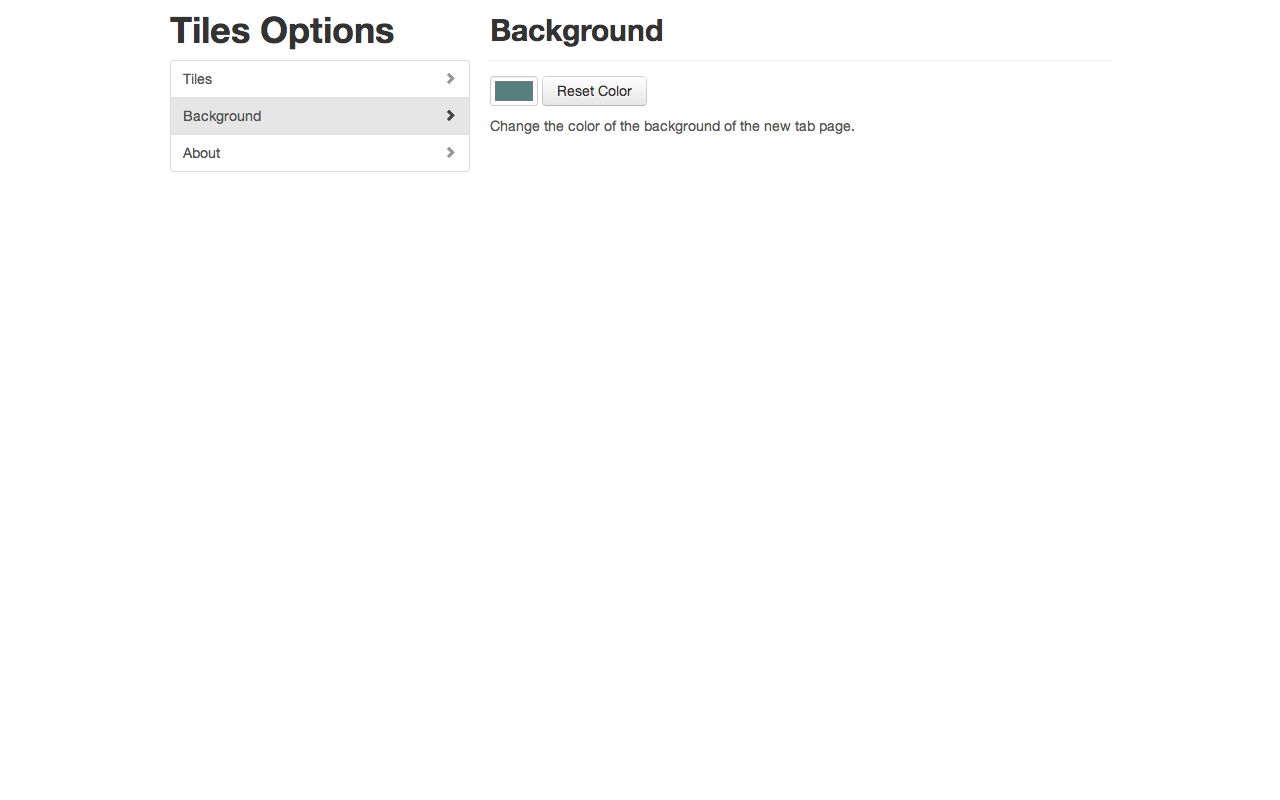 Tiles Options
Tiles
Background
About
Background
Reset Color
Change the color of the background of the new tab page.